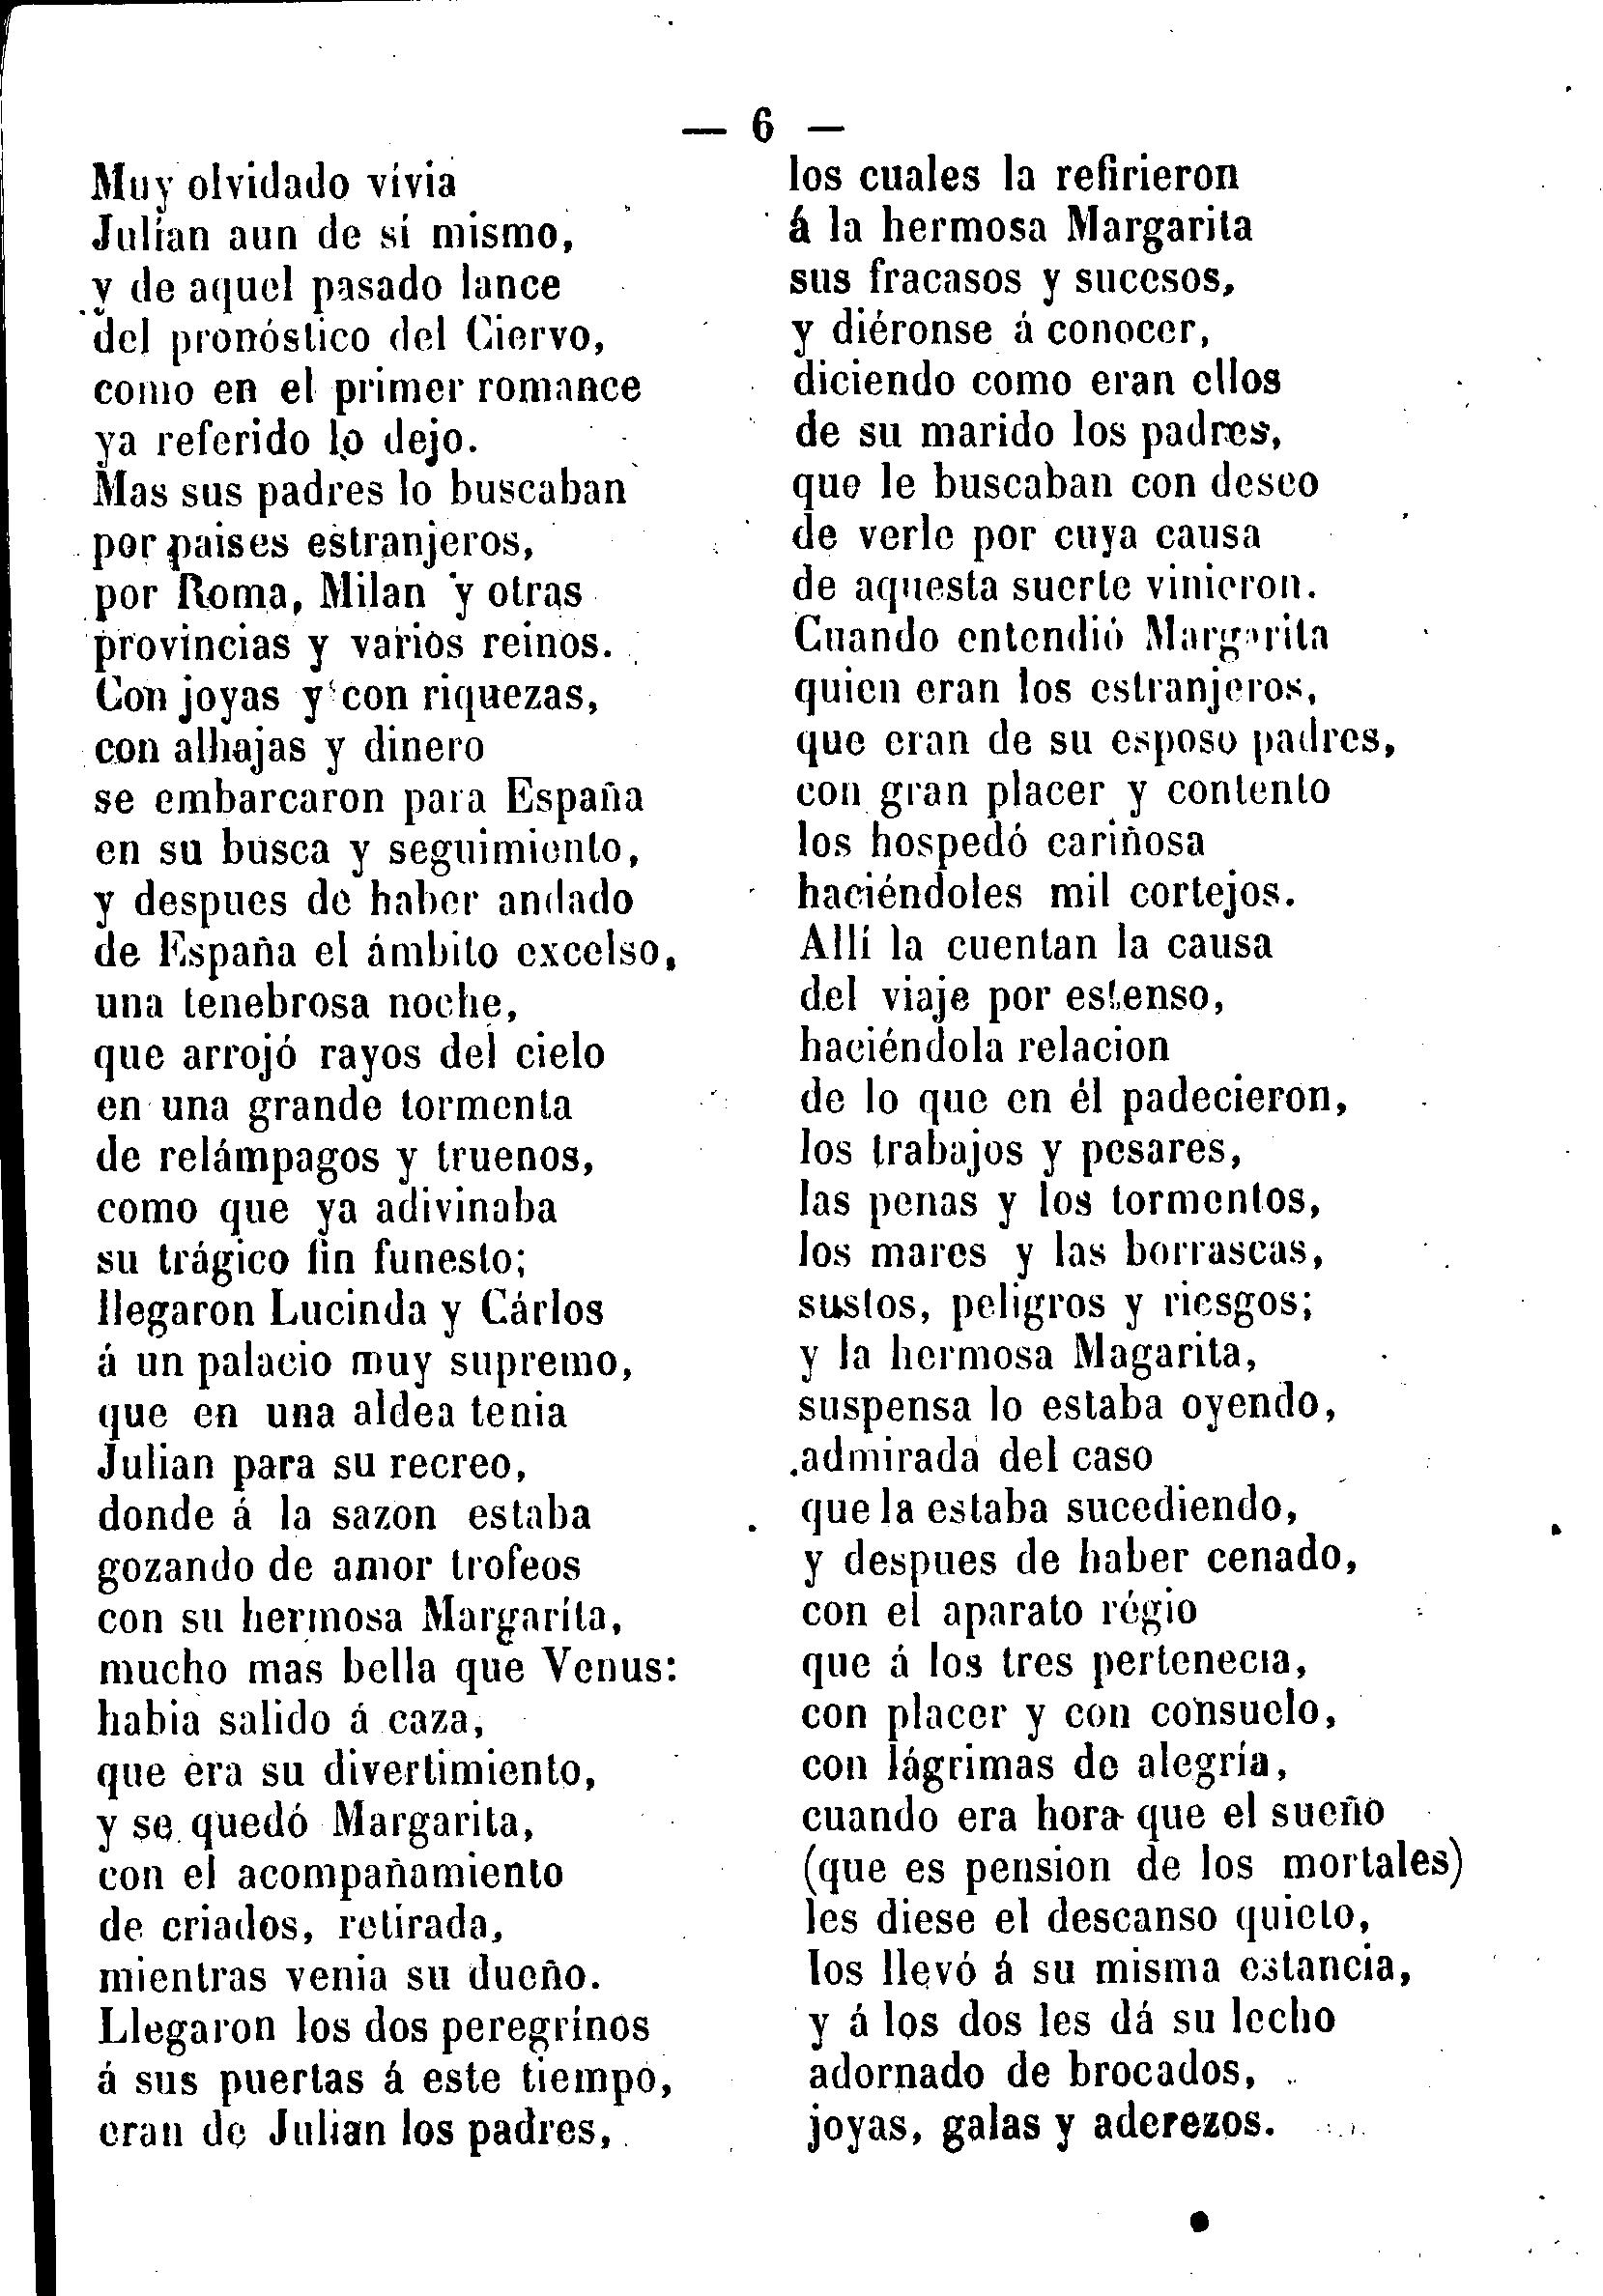 — 6 —
Muy olvidado vívia
Julían aun de sí mismo,
y de aquel pasado lance
del pronóstico del Ciervo,
como en el primer romance
ya referido lo dejo.
Mas sus padres lo buscaban
por paises estranjeros,
por Roma, Milan y otras
provincias y varios reinos.
Con joyas y con riquezas,
con alhajas y dinero
se embarcaron para España
en su busca y seguimiento,
y despues de haber andado
de España el ámbito excelso,
una tenebrosa noche,
que arrojó rayos del cielo
en una grande tormenta
de relámpagos y truenos,
como que ya adivinaba
su trágico fin funesto;
llegaron Lucinda y Cárlos
á un palacio muy supremo,
que en una aldea tenia
Julian para su recreo,
donde á la sazon estaba
gozando de amor trofeos
con su hermosa Margaríta,
mucho mas bella que Venus:
habia salido á caza,
que era su divertimiento,
y se quedó Margarita,
con el acompañamiento
de criados, retirada,
mientras venia su dueño.
Llegaron los dos peregrinos
á sus puertas á este tiempo,
eran de Julian los padres,
los cuales la refirieron
á la hermosa Margarita
sus fracasos y sucesos,
y diéronse á conocer,
diciendo como eran ellos
de su marido los padres,
que le buscaban con deseo
de verle por cuya causa
de aquesta suerte vinieron.
Cuando entendió Margarita
quien eran los estranjeros,
que eran de su esposo padres,
con gran placer y contento
los hospedó cariñosa
haciéndoles mil cortejos.
Allí la cuentan la causa
del viaje por estenso,
haciéndola relacion
de lo que en él padecieron,
los trabajos y pesares,
las penas y los tormentos,
los mares y las borrascas,
sustos, peligros y riesgos;
y la hermosa Magarita,
suspensa lo estaba oyendo,
admirada del caso
que la estaba sucediendo,
y despues de haber cenado,
con el aparato régio
que á los tres pertenecia,
con placer y con consuelo,
con lágrimas de alegría,
cuando era hora que el sueño
(que es pension de los mortales)
les diese el descanso quieto,
los llevó á su misma estancia,
y á los dos les dá su lecho
adornado de brocados,
joyas, galas y aderezos.